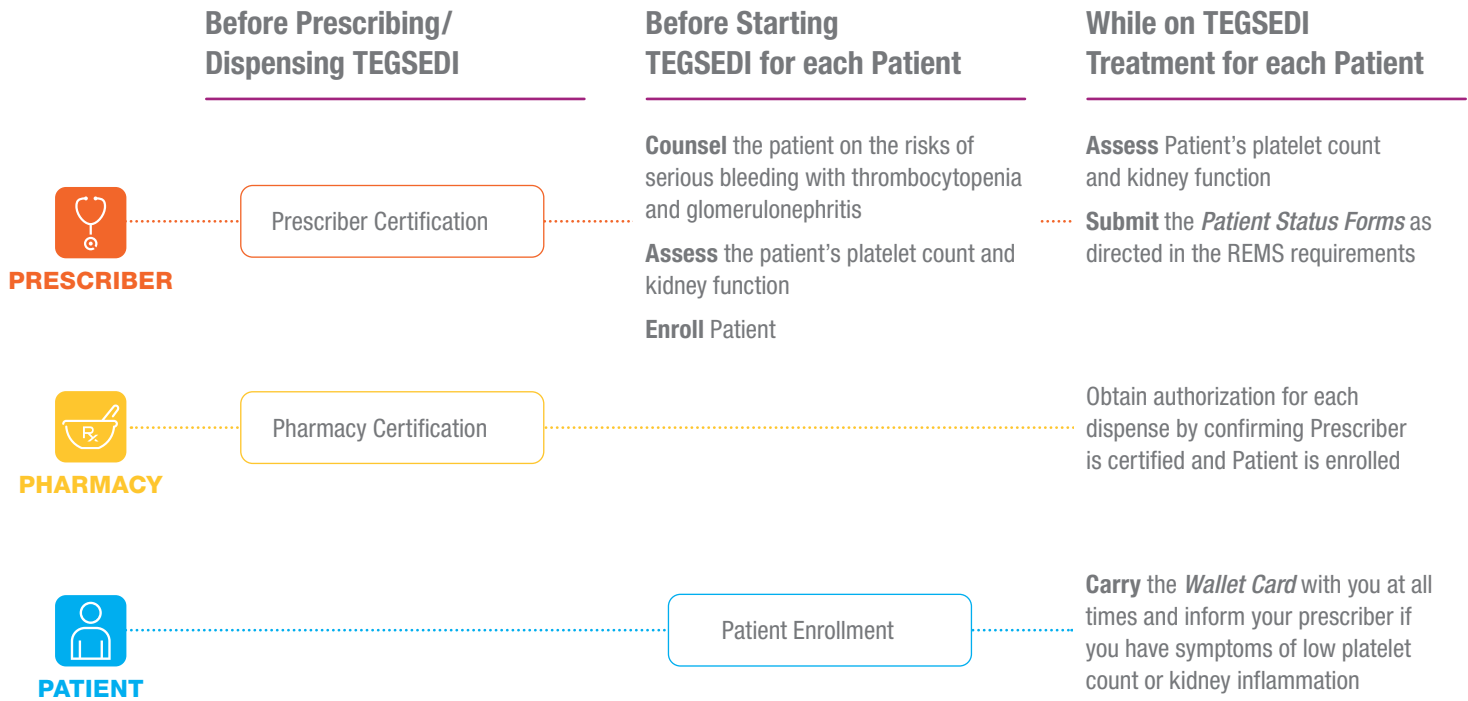 Before Prescribing/
Dispensing TEGSEDI
Before Starting
TEGSEDI for each Patient
While on TEGSEDI
Treatment for each Patient
PRESCRIBER
Prescriber Certification
Counsel the patient on the risks of
serious bleeding with thrombocytopenia
and glomerulonephritis
Assess the patient’s platelet count and
kidney function
Enroll Patient
Assess Patient’s platelet count
and kidney function
Submit the Patient Status Forms as
directed in the REMS requirements
Rx
PHARMACY
Pharmacy Certification
Obtain authorization for each
dispense by confirming Prescriber
is certified and Patient is enrolled
PATIENT
Patient Enrollment
Carry the Wallet Card with you at all
times and inform your prescriber if
you have symptoms of low platelet
count or kidney inflammation